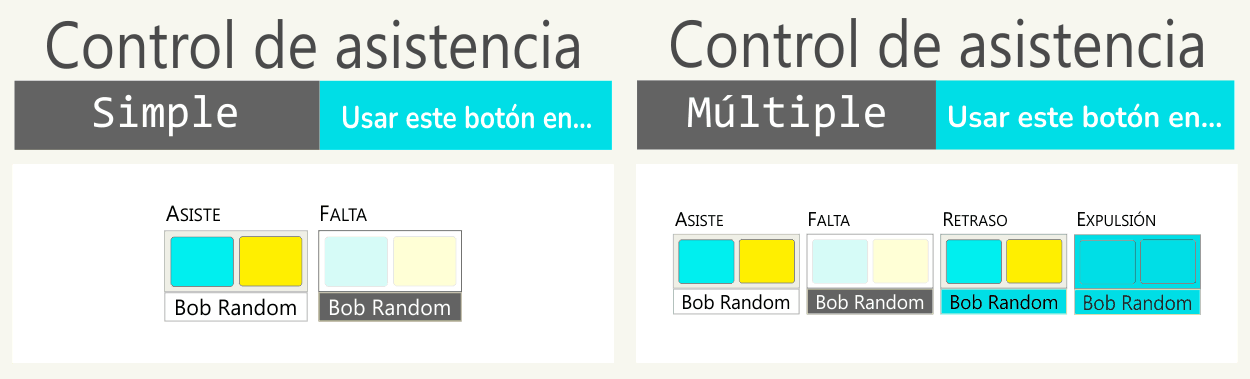 Control de asistencia
Simple
Usar este botón en...
ASISTE
FALTA
Bob Random
Bob Random
Control de asistencia
Múltiple
Usar este botón en...
ASISTE
FALTA
RETRASO
EXPULSIÓN
Bob Random
Bob Random
Bob Random
Bob Random